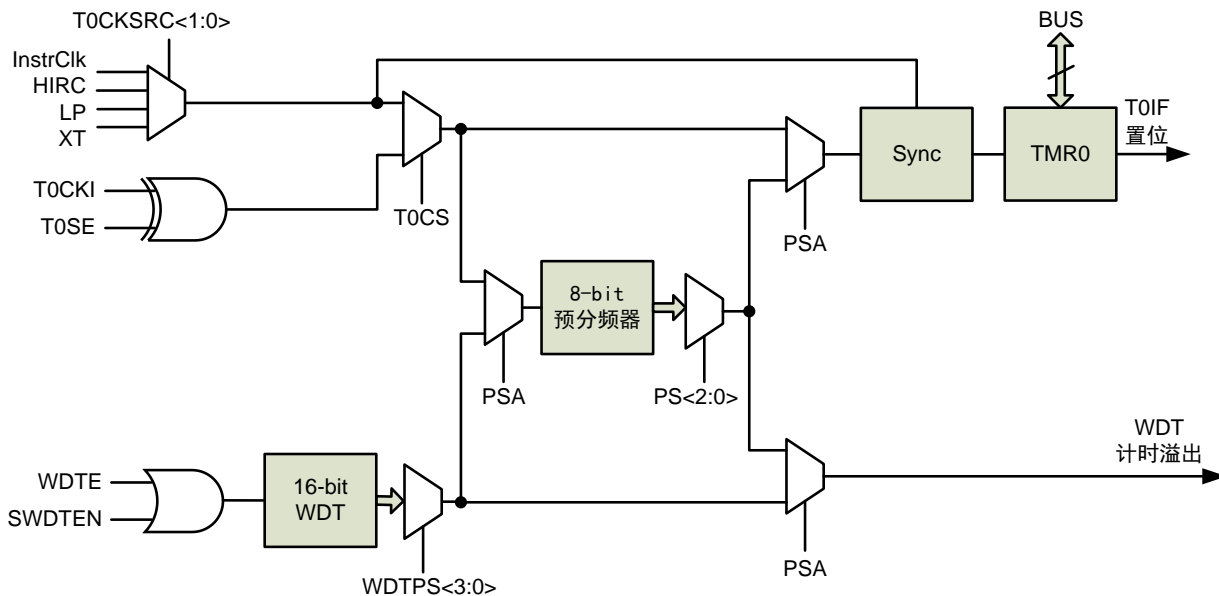 T0CKSRC<1:0>
BUS
InstrClk
HIRC
LP
XT
T0IF
置位
Sync
TMR0
T0CKI
T0SE
T0CS
PSA
8-bit
预分频器
PSA
PS<2:0>
WDT
计时溢出
WDTE
SWDTEN
16-bit
WDT
PSA
WDTPS<3:0>